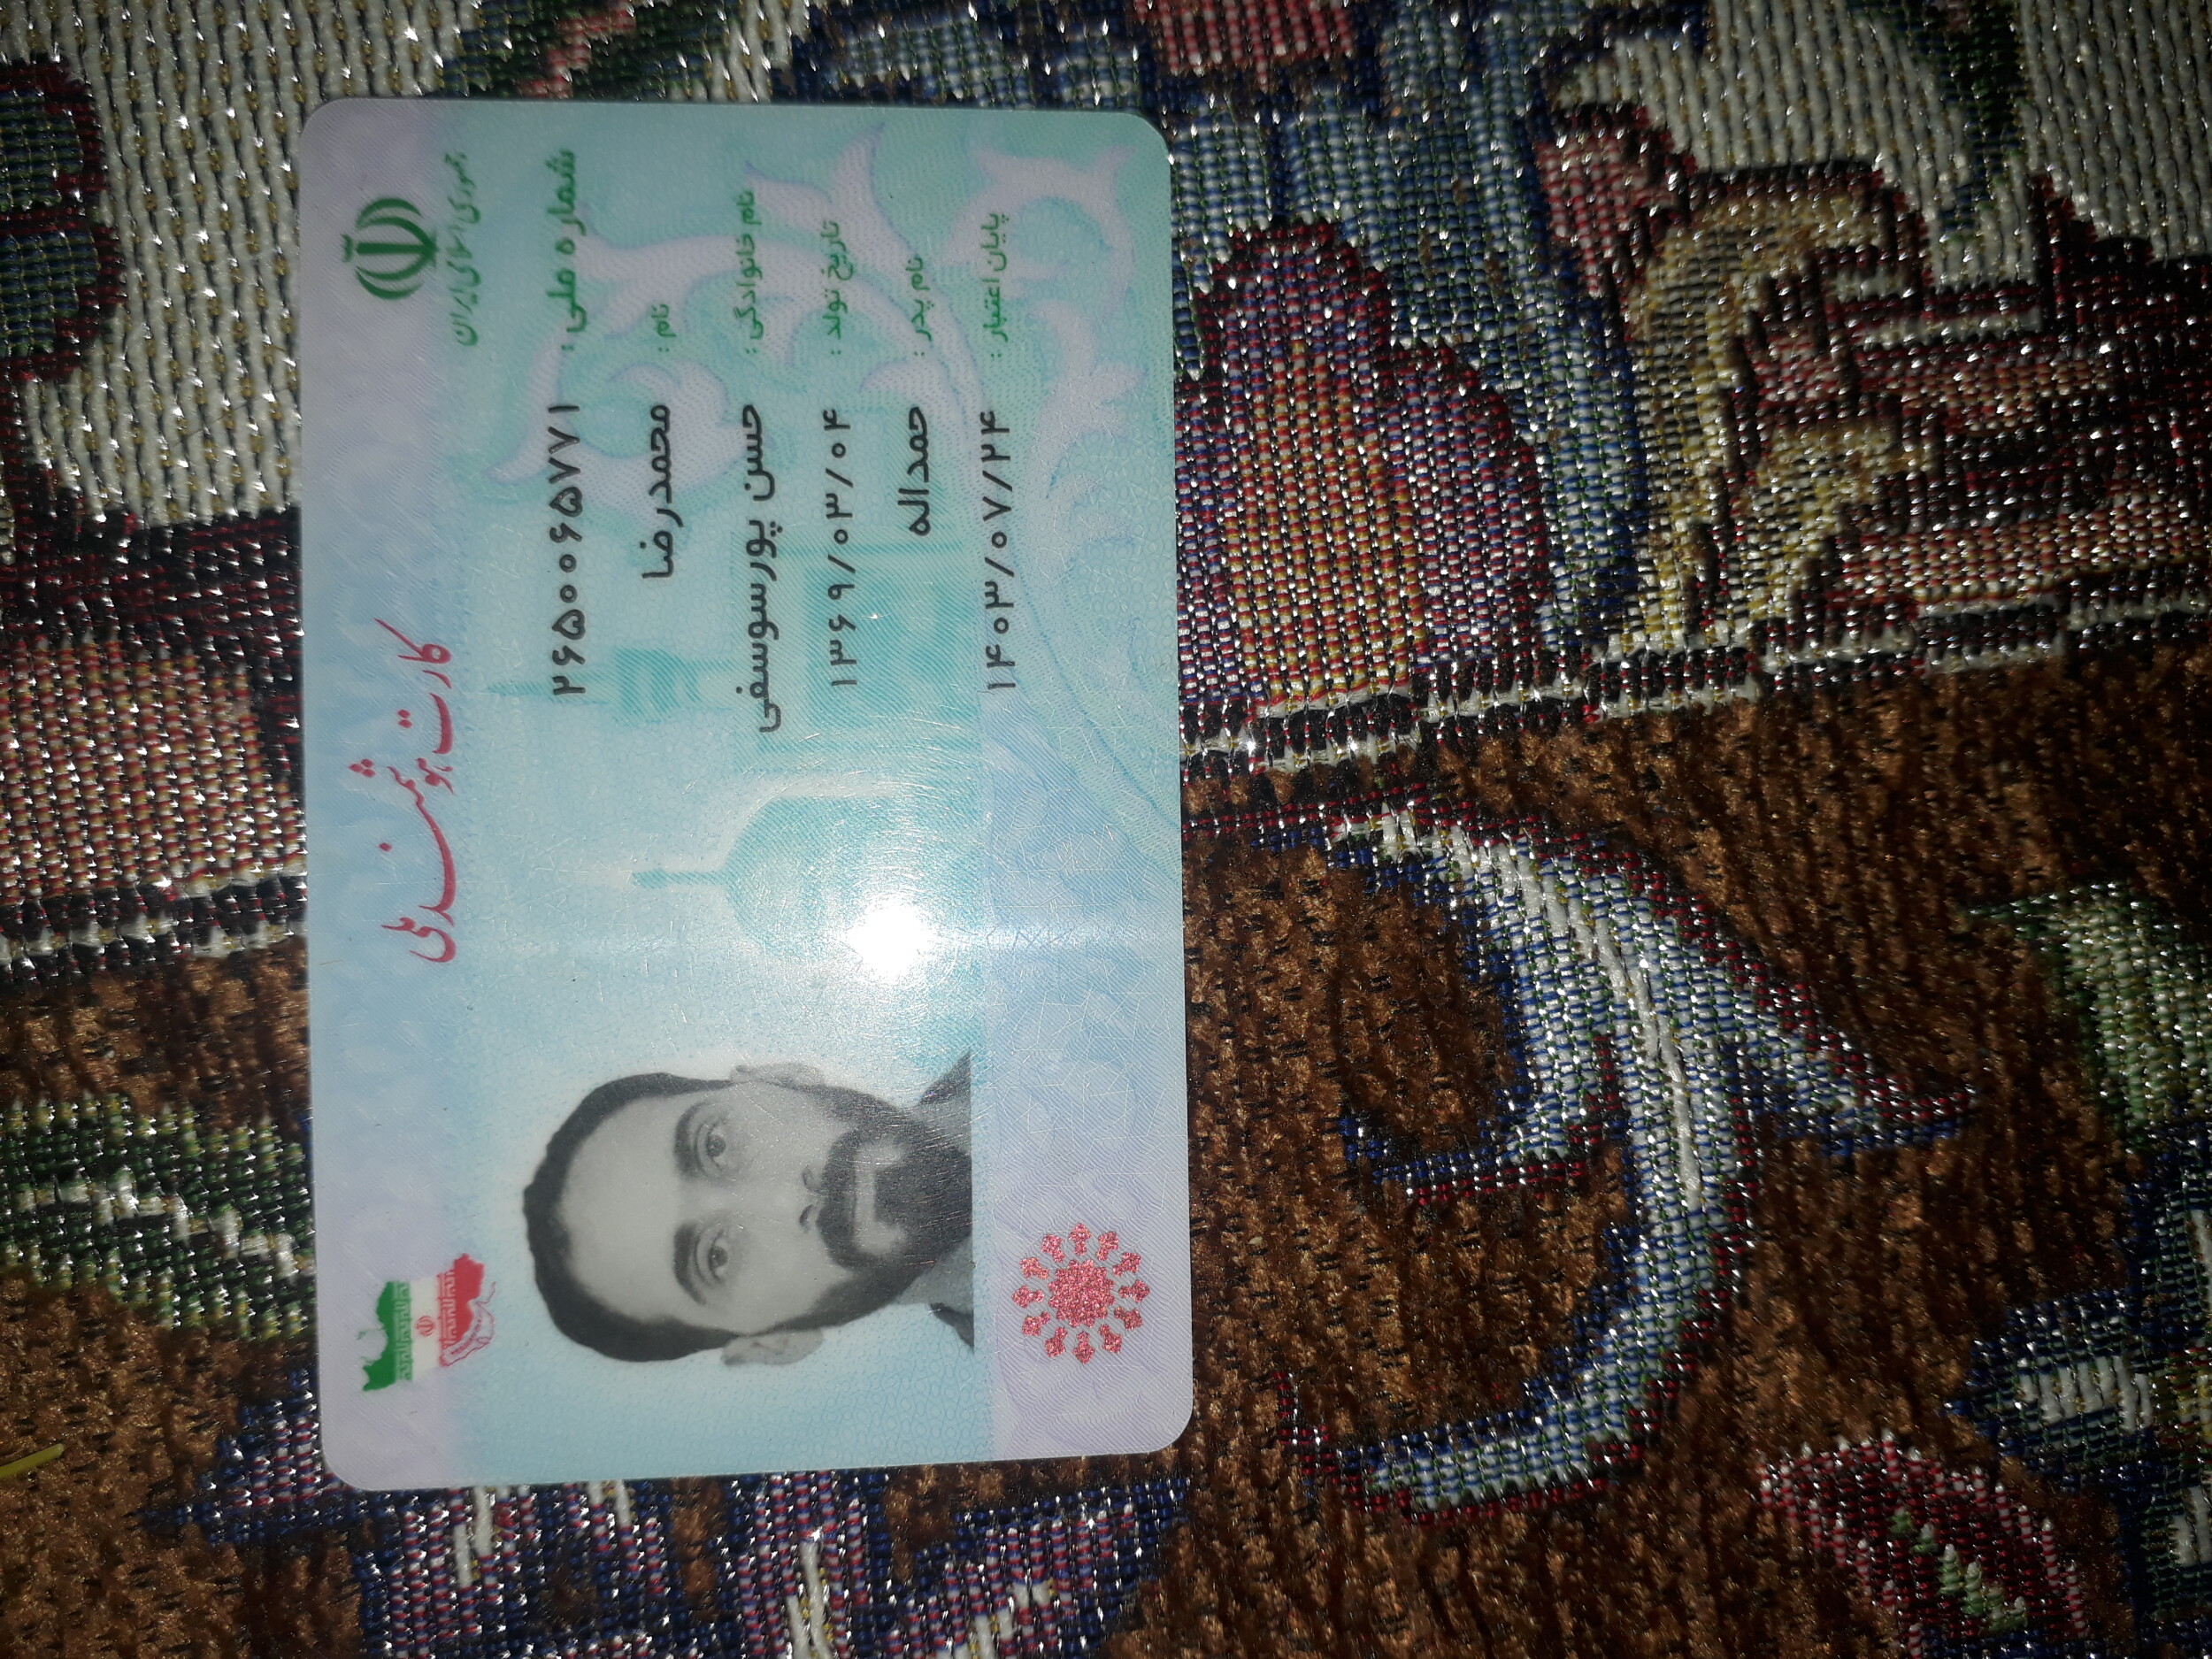 جمهوری اسلامی ایران
کارت هوشمند ملی
شماره ملی: ۲۶۵۰۰۶۵۷۷۱
نام: محمدرضا
نام خانوادگی: حسن پورسوسفی
تاریخ تولد: ۱۳۶۹/۰۳/۰۴
نام پدر: حمداله
پایان اعتبار: ۱۴۰۳/۰۷/۲۴